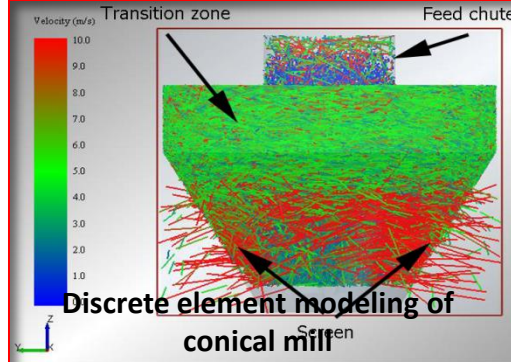 Velocity (m/s)
Transition zone
Feed chute
10.0
9.0
8.0
7.0
6.0
5.0
4.0
3.0
2.0
1.0
Discrete element modeling of
conical mill
Screen
Z
Y
X